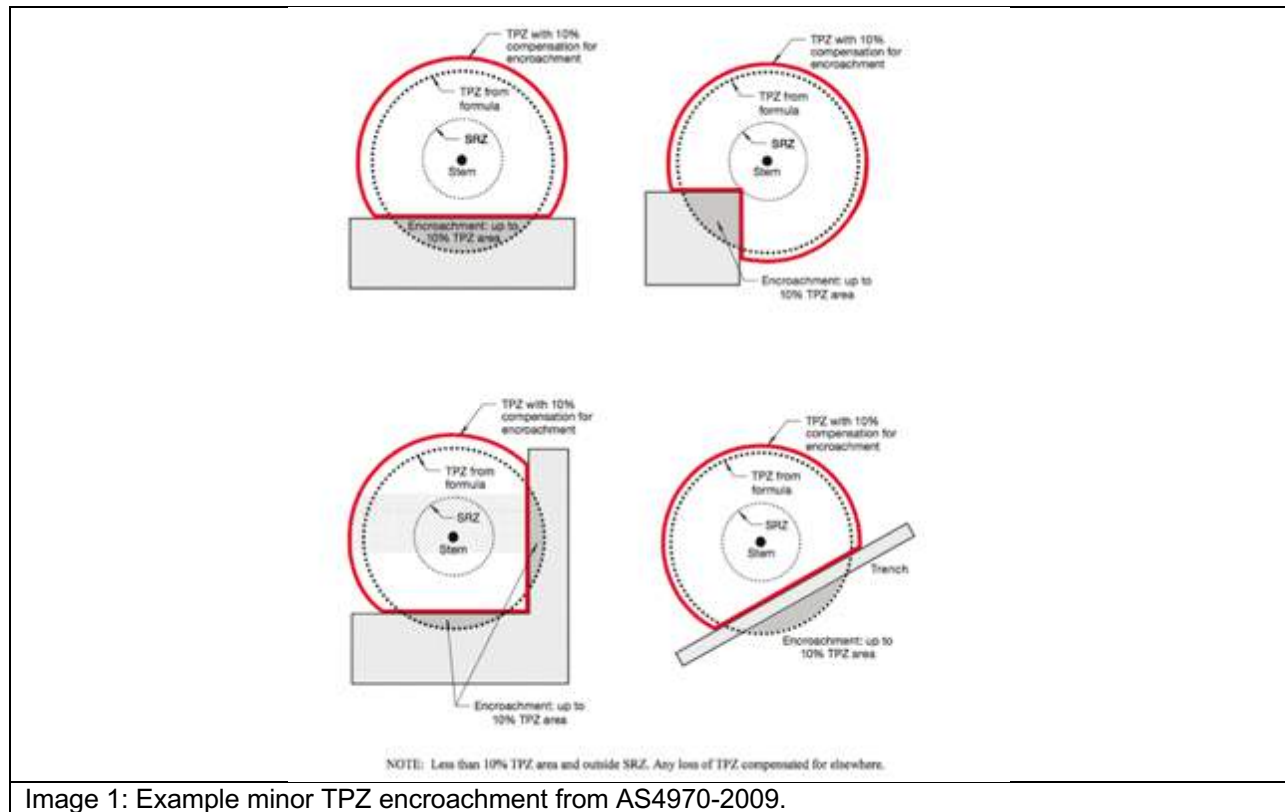 TPZ with 10%
compensation for
encroachment
TPZ from
formula
SRZ
Stem
Encroachment: up to
10% TPZ area
TPZ with 10%
compensation for
encroachment
TPZ from
formula
SRZ
Stem
Encroachment: up to
10% TPZ area
TPZ with 10%
compensation for
encroachment
TPZ from
formula
SRZ
Stem
Encroachment: up to
10% TPZ area
TPZ with 10%
compensation for
encroachment
TPZ from
formula
SRZ
Stem
Trench
Encroachment: up to
10% TPZ area
NOTE: Less than 10% TPZ area and outside SRZ. Any loss of TPZ compensated for elsewhere.
Image 1: Example minor TPZ encroachment from AS4970-2009.